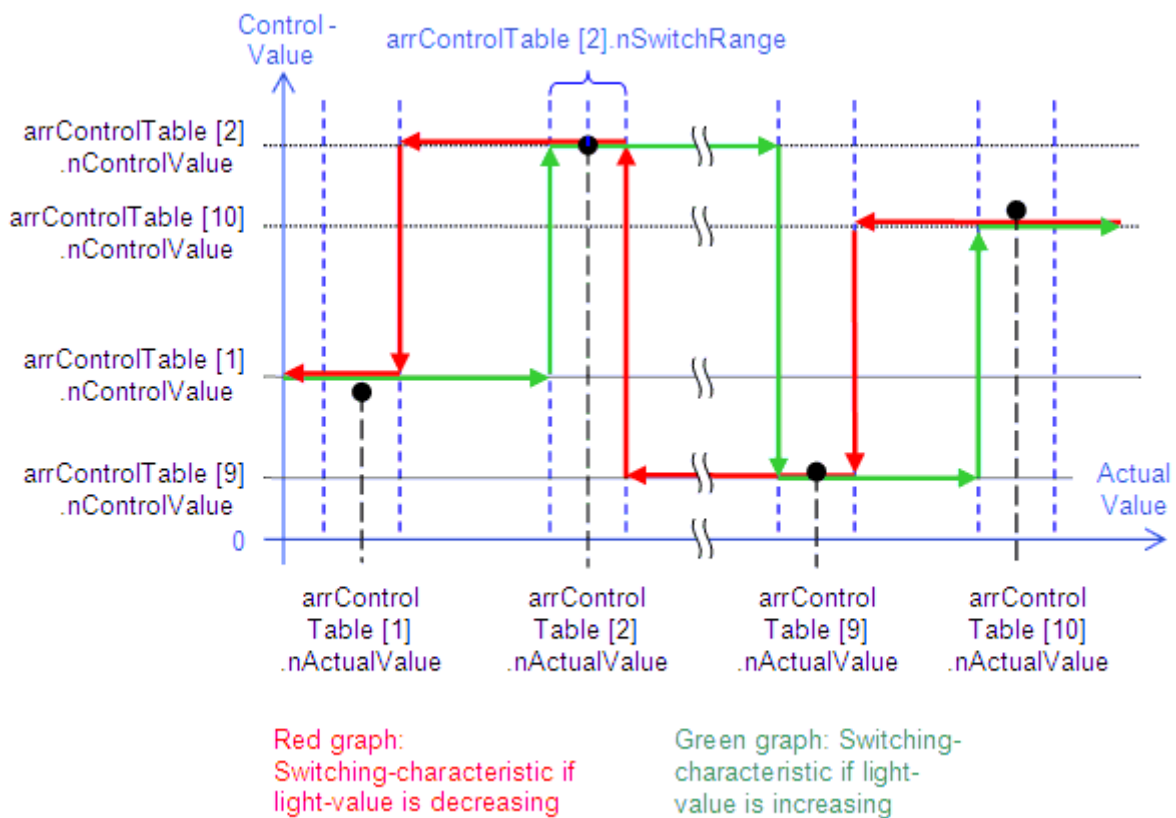 Control -
Value
arrControlTable [2].nSwitchRange
arrControlTable [2]
.nControlValue
arrControlTable [10]
.nControlValue
arrControlTable [1]
.nControlValue
arrControlTable [9]
.nControlValue
0
Actual
Value
arrControl
Table [1]
.nActualValue
arrControl
Table [2]
.nActualValue
arrControl
Table [9]
.nActualValue
arrControl
Table [10]
.nActualValue
Red graph:
Switching-characteristic if
light-value is decreasing
Green graph: Switching-
characteristic if light-
value is increasing